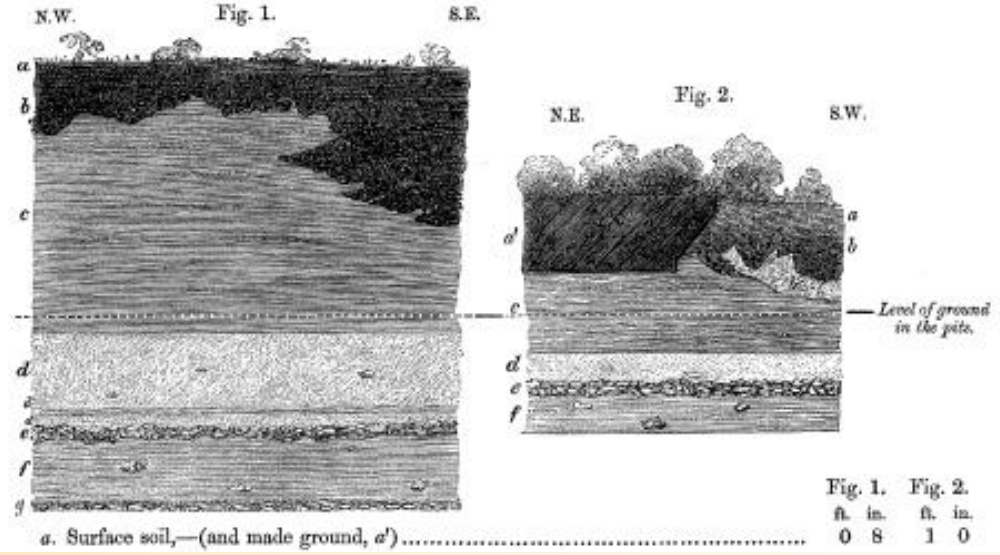 N.W. Fig. 1. S.E.
Fig. 2.
N.E. S.W.
a
b
c
d
e
f
g
a'
a
b
c
d
e
f
Level of ground
in the pits.
Fig. 1. Fig. 2.
ft. in. ft. in.
a. Surface soil,—(and made ground, a') 0 8 1 0